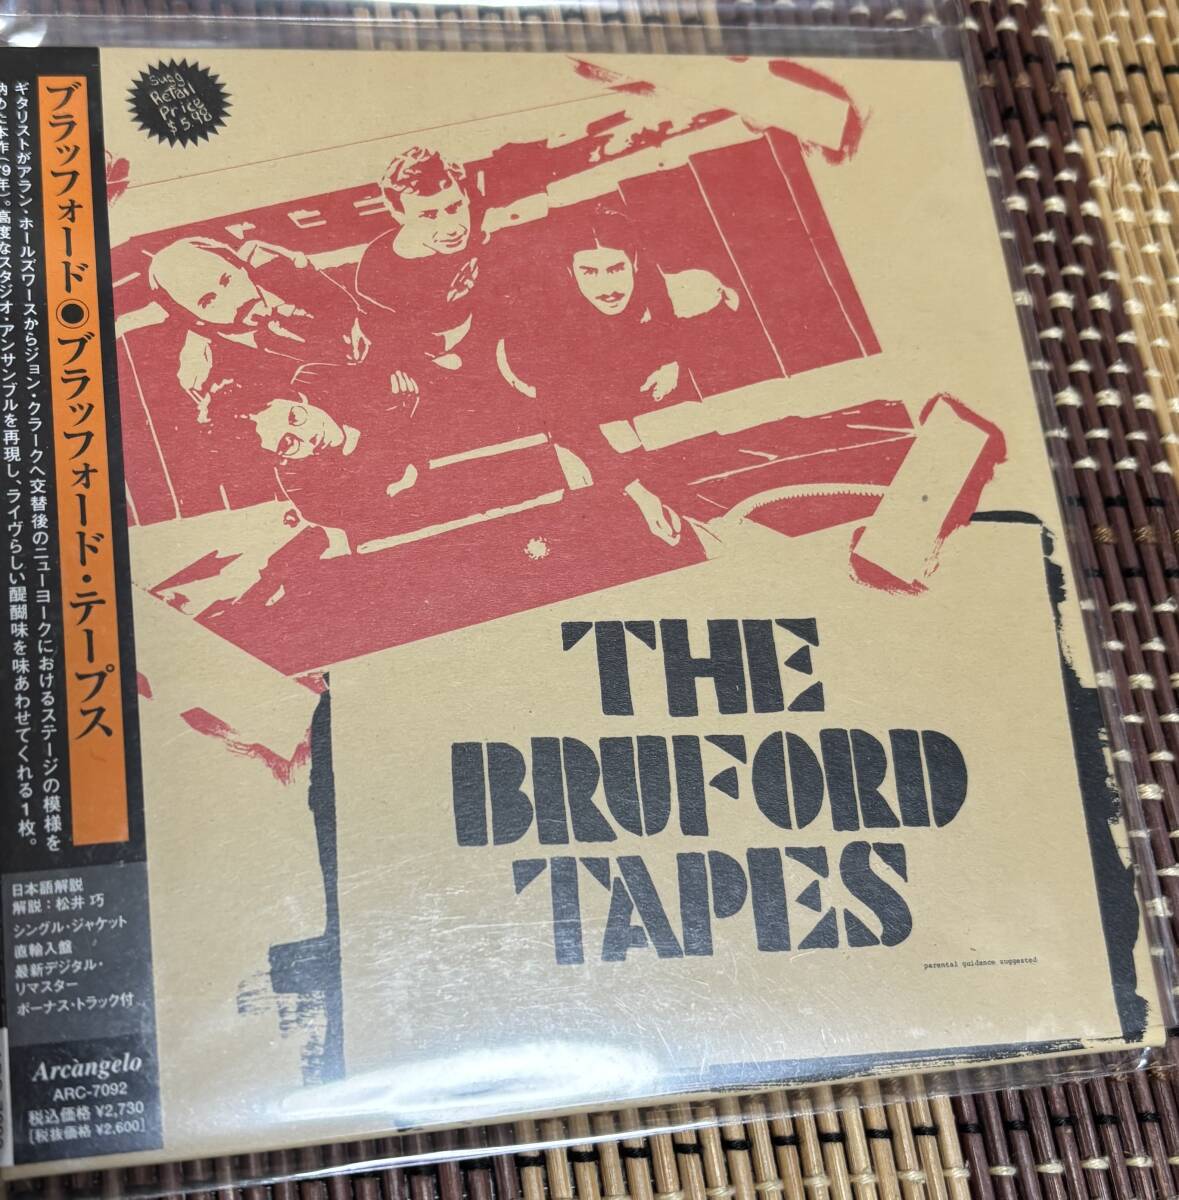 Sugg
Retail
Price
$5.98
ブラッフォード◉ブラッフォード・テープス
ギタリストがアラン・ホールズワースからジョン・クラークへ交替後のニューヨークにおけるステージの模様を
納めた本作(79年)。高度なスタジオ・アンサンブルを再現し、ライヴらしい醍醐味を味あわせてくれる1枚。
THE
BRUFORD
TAPES
parental guidance suggested
日本語解説
解説：松井 巧
シングル・ジャケット
直輸入盤
最新デジタル・
リマスター
ボーナス・トラック付
Arcàngelo
ARC-7092
税込価格 ¥2,730
[税抜価格 ¥2,600]